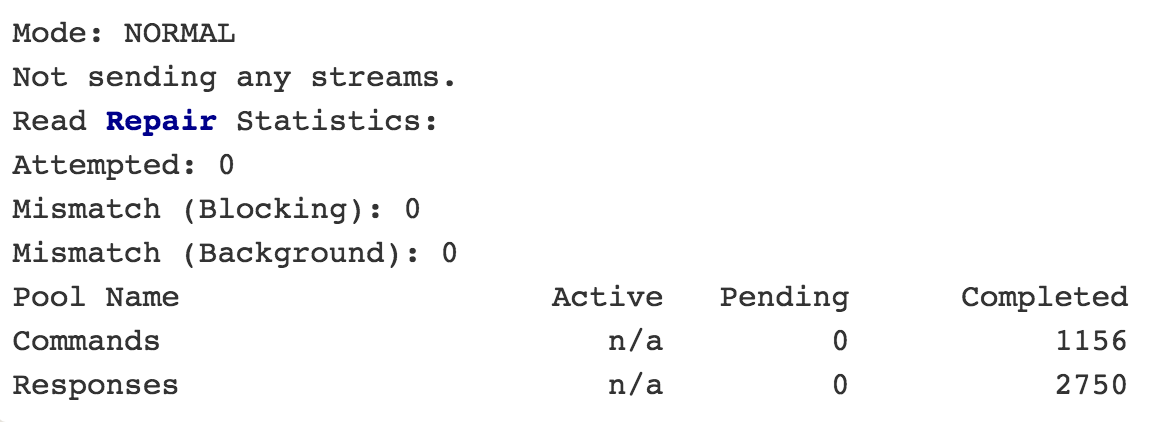 Mode: NORMAL
Not sending any streams.
Read Repair Statistics:
Attempted: 0
Mismatch (Blocking): 0
Mismatch (Background): 0
Pool Name Active Pending Completed
Commands n/a 0 1156
Responses n/a 0 2750